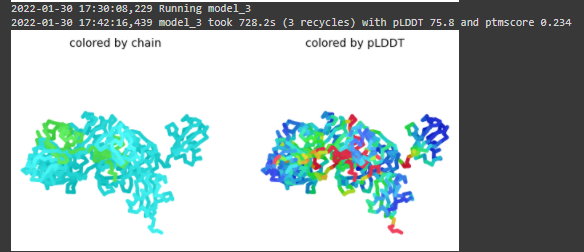 2022-01-30 17:30:08,229 Running model_3
2022-01-30 17:42:16,439 model_3 took 728.2s (3 recycles) with pLDDT 75.8 and ptmscore 0.234
colored by chain
colored by pLDDT